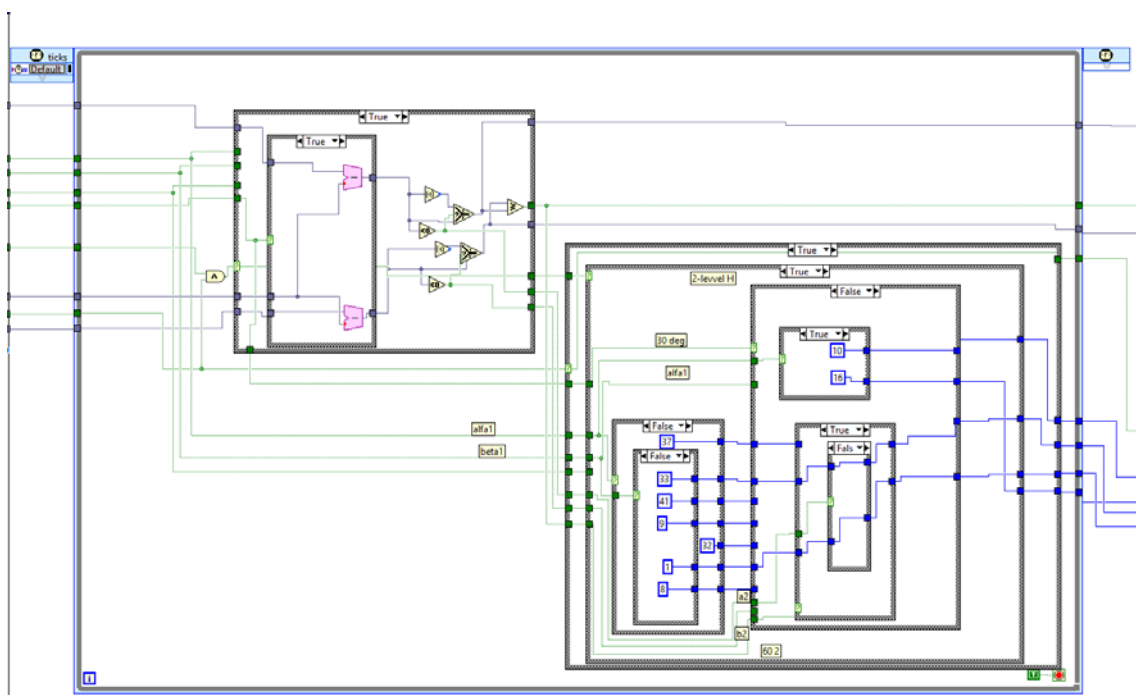 ticks
Default
True
True
True
True
2-levvel H
False
30 deg
True
10
alfa1
16
alfa1
False
True
37
beta1
False
Fals
33
41
9
32
1
8
a2
b2
60 2
i
T